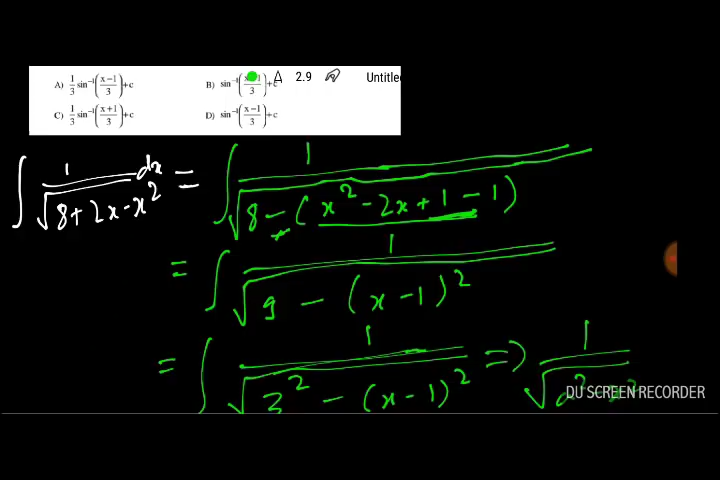 2.9 Untitled
A) 1/3 sin⁻¹((x−1)/3)+c B) sin⁻¹( /3)+c
C) 1/3 sin⁻¹((x+1)/3)+c D) sin⁻¹((x−1)/3)+c
∫ 1/√(8+2x−x²) dx = ∫ 1/√(8−(x²−2x+1−1))
= ∫ 1/√(9−(x−1)²)
= ∫ 1/√(3²−(x−1)²) ⇒ 1/√(a²−x²)
DU SCREEN RECORDER